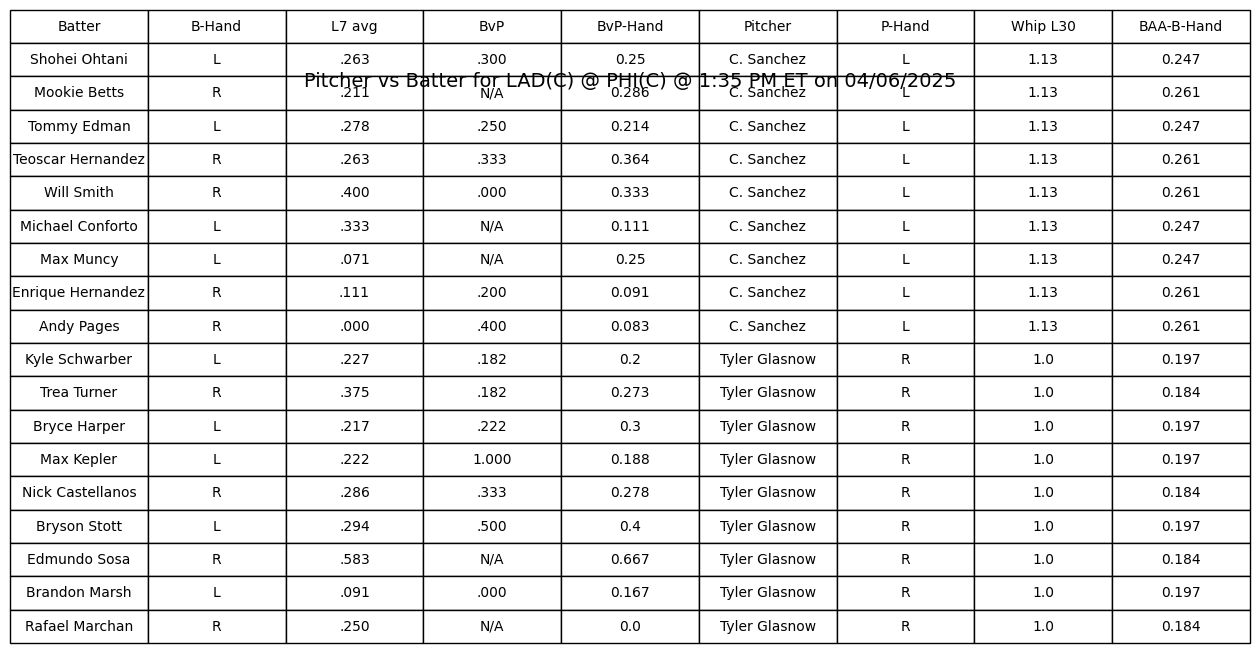 Batter B-Hand L7 avg BvP BvP-Hand Pitcher P-Hand Whip L30 BAA-B-Hand
Shohei Ohtani L .263 .300 0.25 C. Sanchez L 1.13 0.247
Pitcher vs Batter for LAD(C) @ PHI(C) @ 1:35 PM ET on 04/06/2025
Mookie Betts R .211 N/A 0.286 C. Sanchez L 1.13 0.261
Tommy Edman L .278 .250 0.214 C. Sanchez L 1.13 0.247
Teoscar Hernandez R .263 .333 0.364 C. Sanchez L 1.13 0.261
Will Smith R .400 .000 0.333 C. Sanchez L 1.13 0.261
Michael Conforto L .333 N/A 0.111 C. Sanchez L 1.13 0.247
Max Muncy L .071 N/A 0.25 C. Sanchez L 1.13 0.247
Enrique Hernandez R .111 .200 0.091 C. Sanchez L 1.13 0.261
Andy Pages R .000 .400 0.083 C. Sanchez L 1.13 0.261
Kyle Schwarber L .227 .182 0.2 Tyler Glasnow R 1.0 0.197
Trea Turner R .375 .182 0.273 Tyler Glasnow R 1.0 0.184
Bryce Harper L .217 .222 0.3 Tyler Glasnow R 1.0 0.197
Max Kepler L .222 1.000 0.188 Tyler Glasnow R 1.0 0.197
Nick Castellanos R .286 .333 0.278 Tyler Glasnow R 1.0 0.184
Bryson Stott L .294 .500 0.4 Tyler Glasnow R 1.0 0.197
Edmundo Sosa R .583 N/A 0.667 Tyler Glasnow R 1.0 0.184
Brandon Marsh L .091 .000 0.167 Tyler Glasnow R 1.0 0.197
Rafael Marchan R .250 N/A 0.0 Tyler Glasnow R 1.0 0.184